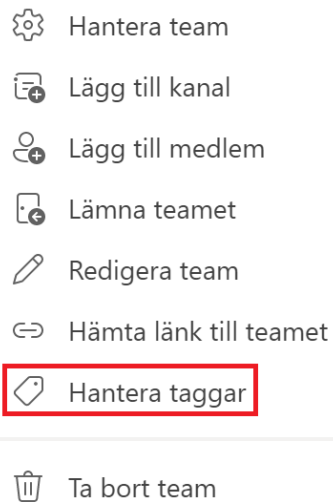 Hantera team
Lägg till kanal
Lägg till medlem
Lämna teamet
Redigera team
Hämta länk till teamet
Hantera taggar
Ta bort team